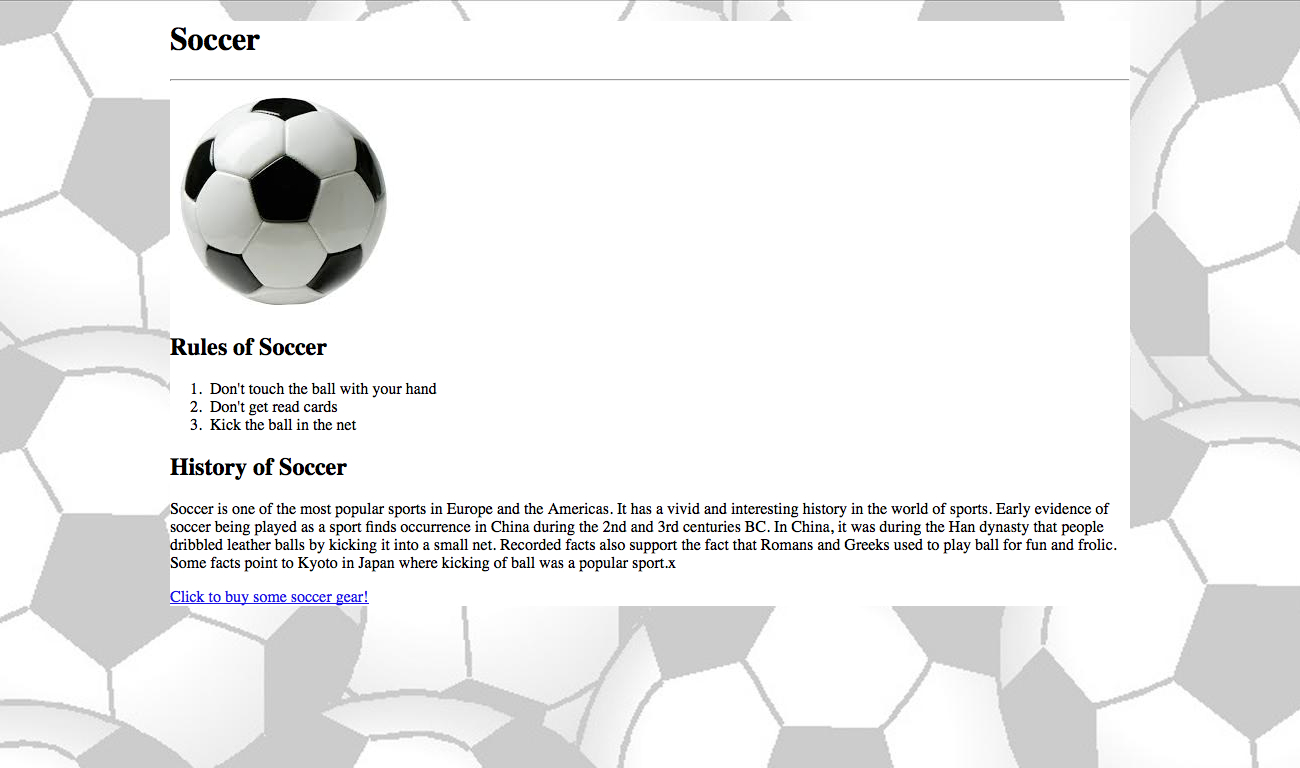 Soccer
Rules of Soccer
1. Don't touch the ball with your hand
2. Don't get read cards
3. Kick the ball in the net
History of Soccer
Soccer is one of the most popular sports in Europe and the Americas. It has a vivid and interesting history in the world of sports. Early evidence of
soccer being played as a sport finds occurrence in China during the 2nd and 3rd centuries BC. In China, it was during the Han dynasty that people
dribbled leather balls by kicking it into a small net. Recorded facts also support the fact that Romans and Greeks used to play ball for fun and frolic.
Some facts point to Kyoto in Japan where kicking of ball was a popular sport.x
Click to buy some soccer gear!